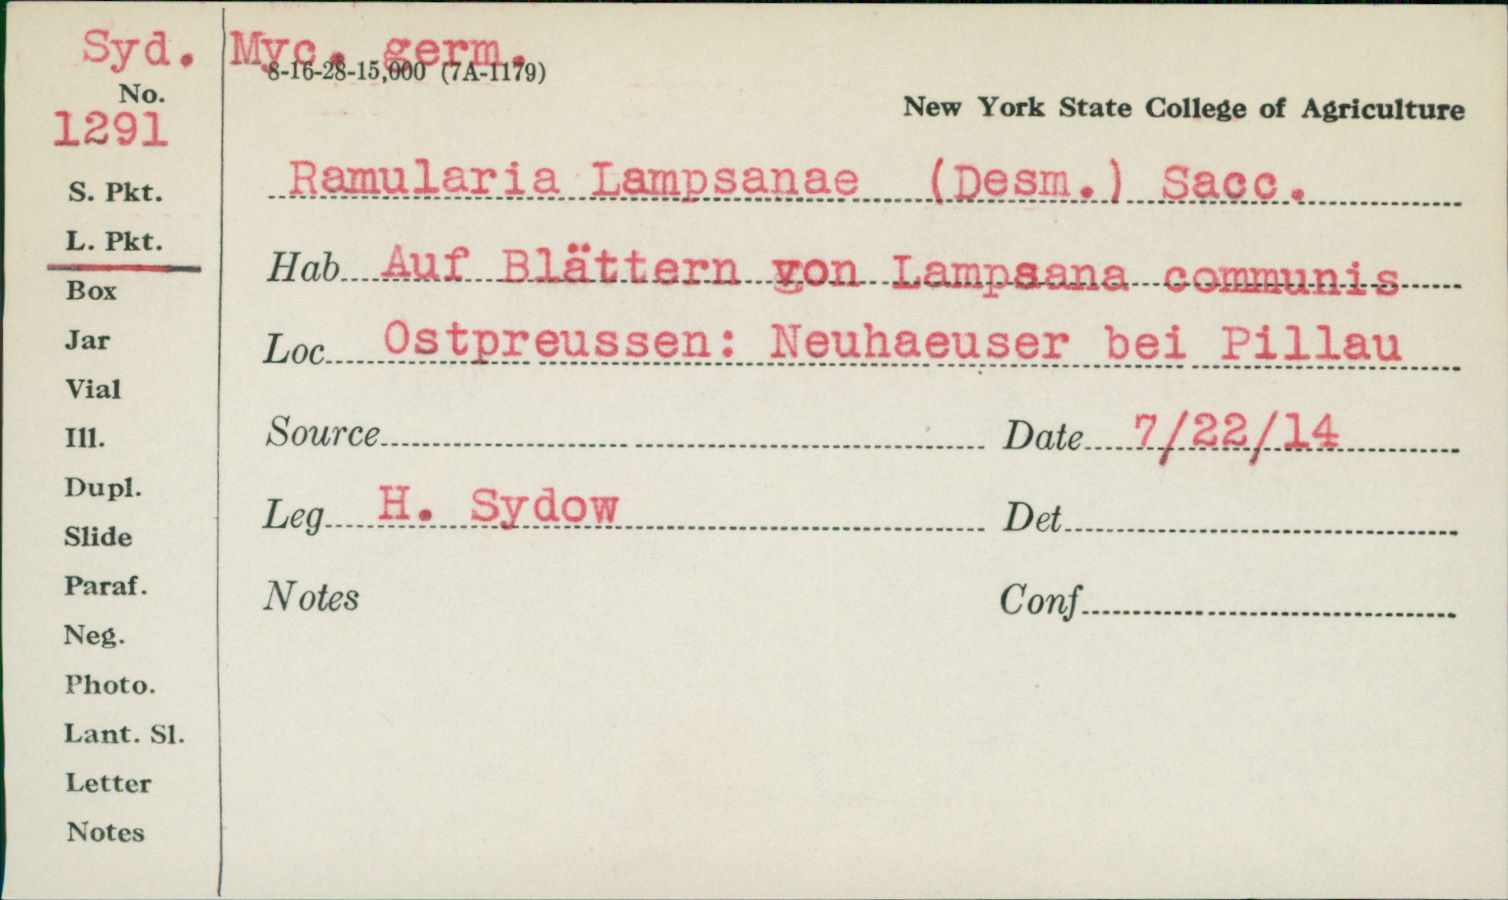 Syd. Myc. germ.
8-16-28-15,000 (7A-1179)
No.
1291
New York State College of Agriculture
S. Pkt.
Ramularia Lampsanae (Desm.) Sacc.
L. Pkt.
Hab Auf Blättern von Lampsana communis
Box
Jar
Loc Ostpreussen: Neuhaeuser bei Pillau
Vial
Ill.
Source Date 7/22/14
Dupl.
Leg H. Sydow Det
Slide
Paraf.
Notes Conf
Neg.
Photo.
Lant. Sl.
Letter
Notes